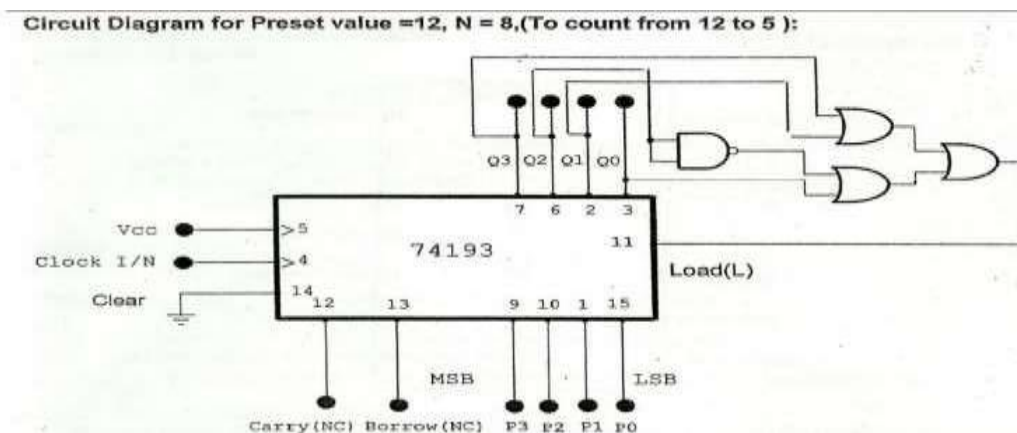 Circuit Diagram for Preset value =12, N = 8,(To count from 12 to 5 ):
Q3 Q2 Q1 Q0
7 6 2 3
Vcc >5
74193
11
Clock I/N >4
Load(L)
Clear 14
12 13 9 10 1 15
MSB LSB
Carry(NC) Borrow(NC) P3 P2 P1 P0